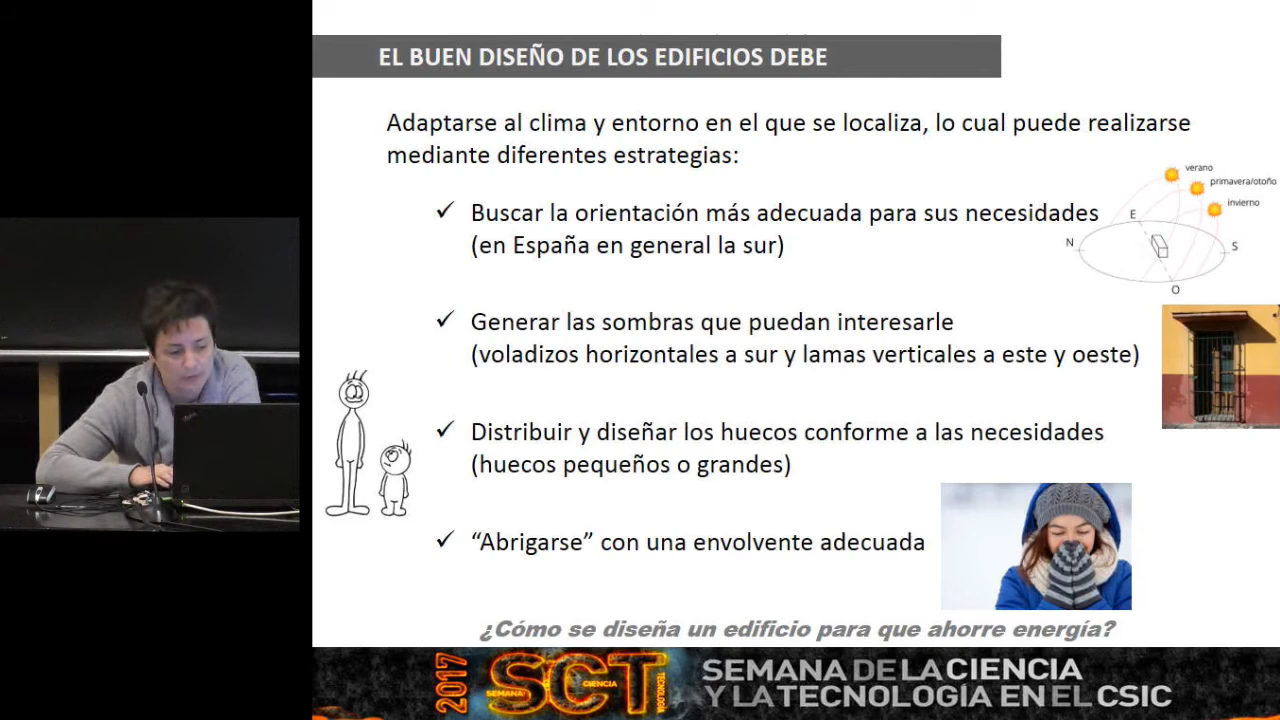 EL BUEN DISEÑO DE LOS EDIFICIOS DEBE
Adaptarse al clima y entorno en el que se localiza, lo cual puede realizarse
mediante diferentes estrategias:
verano
primavera/otoño
invierno
✓ Buscar la orientación más adecuada para sus necesidades
(en España en general la sur)
E
N
S
O
✓ Generar las sombras que puedan interesarle
(voladizos horizontales a sur y lamas verticales a este y oeste)
✓ Distribuir y diseñar los huecos conforme a las necesidades
(huecos pequeños o grandes)
✓ “Abrigarse” con una envolvente adecuada
¿Cómo se diseña un edificio para que ahorre energía?
2017
SCT
SEMANA
CIENCIA
TECNOLOGÍA
SEMANA DE LA CIENCIA
Y LA TECNOLOGÍA EN EL CSIC